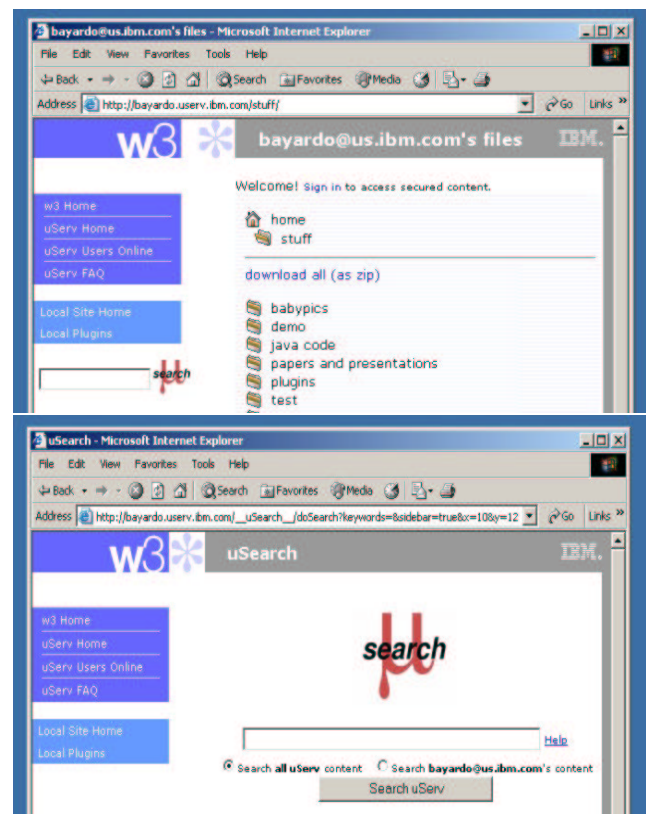 bayardo@us.ibm.com's files - Microsoft Internet Explorer
File Edit View Favorites Tools Help
Back Search Favorites Media
Address http://bayardo.userv.ibm.com/stuff/ Go Links »
w3 bayardo@us.ibm.com's files IBM.
Welcome! Sign in to access secured content.
w3 Home
uServ Home
uServ Users Online
uServ FAQ
home
stuff
download all (as zip)
Local Site Home
Local Plugins
µ search
babypics
demo
java code
papers and presentations
plugins
test
uSearch - Microsoft Internet Explorer
File Edit View Favorites Tools Help
Back Search Favorites Media
Address http://bayardo.userv.ibm.com/__uSearch__/doSearch?keywords=&sidebar=true&x=10&y=12 Go Links »
w3 uSearch IBM.
w3 Home
uServ Home
uServ Users Online
uServ FAQ
µ search
Local Site Home
Local Plugins
Help
Search all uServ content Search bayardo@us.ibm.com's content
Search uServ